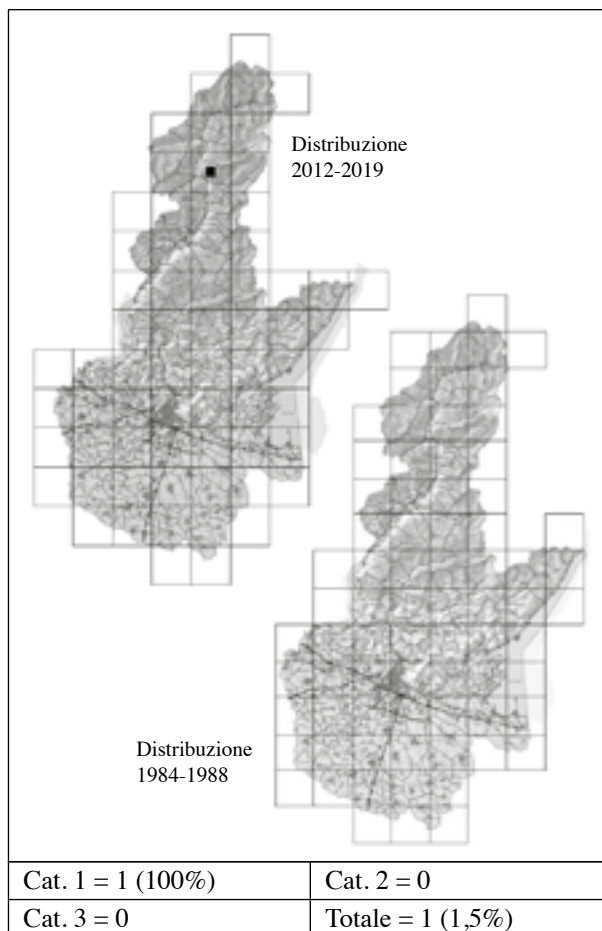 Distribuzione
2012-2019
Distribuzione
1984-1988
Cat. 1 = 1 (100%)
Cat. 2 = 0
Cat. 3 = 0
Totale = 1 (1,5%)